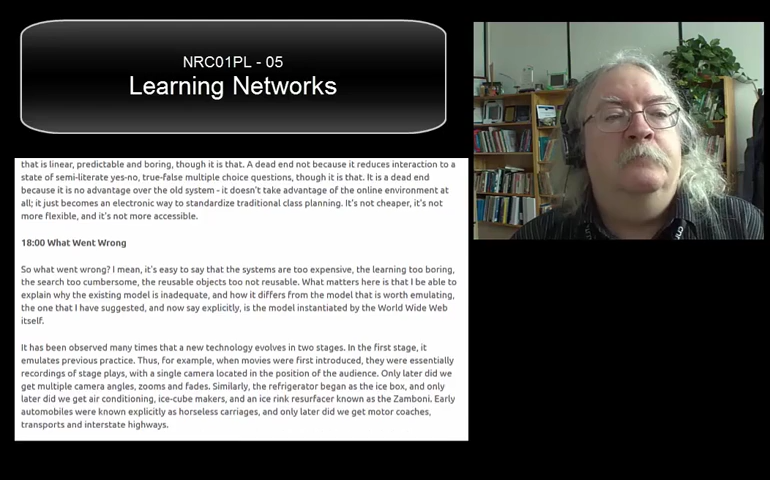 NRC01PL - 05
Learning Networks
that is linear, predictable and boring, though it is that. A dead end not because it reduces interaction to a
state of semi-literate yes-no, true-false multiple choice questions, though it is that. It is a dead end
because it is no advantage over the old system - it doesn't take advantage of the online environment at
all; it just becomes an electronic way to standardize traditional class planning. It's not cheaper, it's not
more flexible, and it's not more accessible.
18:00 What Went Wrong
So what went wrong? I mean, it's easy to say that the systems are too expensive, the learning too boring,
the search too cumbersome, the reusable objects too not reusable. What matters here is that I be able to
explain why the existing model is inadequate, and how it differs from the model that is worth emulating,
the one that I have suggested, and now say explicitly, is the model instantiated by the World Wide Web
itself.
It has been observed many times that a new technology evolves in two stages. In the first stage, it
emulates previous practice. Thus, for example, when movies were first introduced, they were essentially
recordings of stage plays, with a single camera located in the position of the audience. Only later did we
get multiple camera angles, zooms and fades. Similarly, the refrigerator began as the ice box, and only
later did we get air conditioning, ice-cube makers, and an ice rink resurfacer known as the Zamboni. Early
automobiles were known explicitly as horseless carriages, and only later did we get motor coaches,
transports and interstate highways.